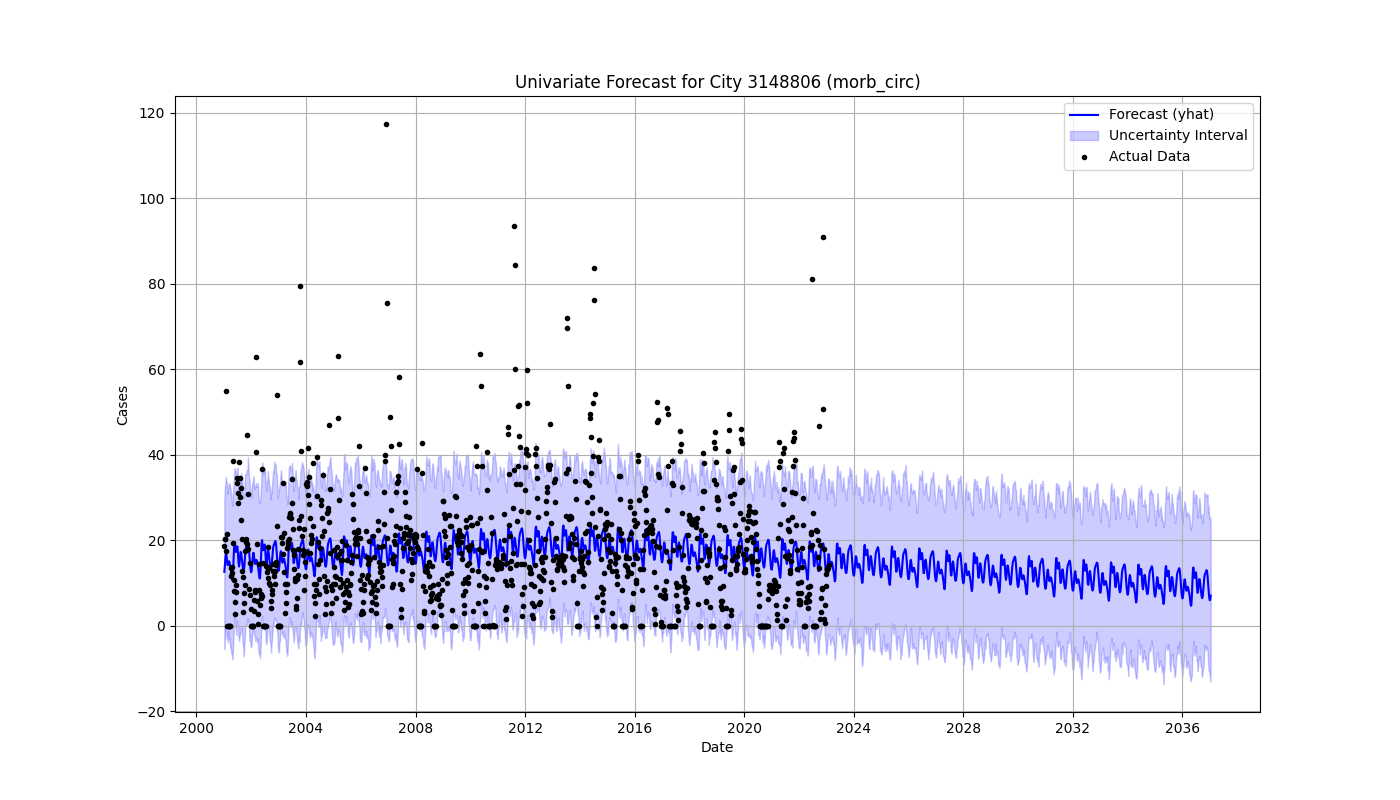 Univariate Forecast for City 3148806 (morb_circ)
Forecast (yhat)
Uncertainty Interval
Actual Data
Cases
120
100
80
60
40
20
0
−20
2000 2004 2008 2012 2016 2020 2024 2028 2032 2036
Date